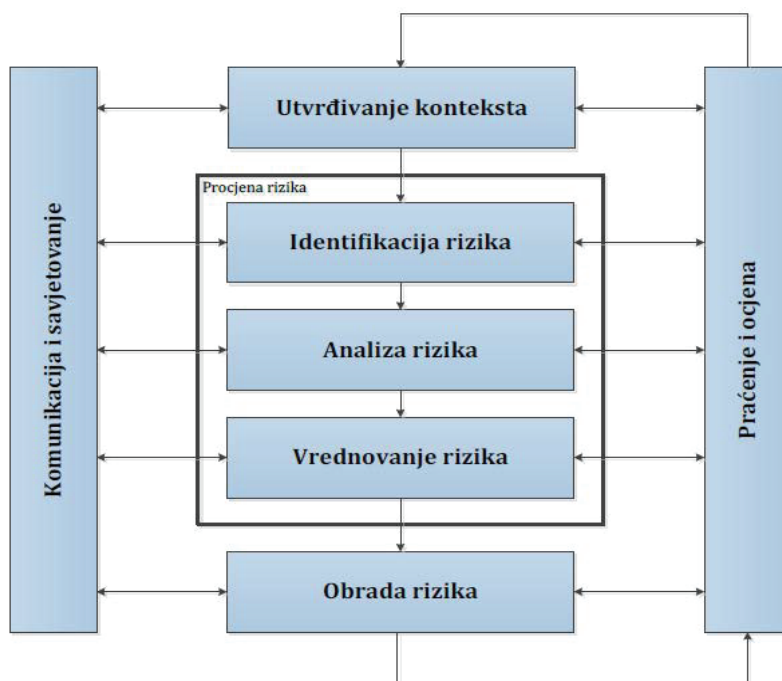 Utvrđivanje konteksta
Procjena rizika
Identifikacija rizika
Analiza rizika
Vrednovanje rizika
Obrada rizika
Komunikacija i savjetovanje
Praćenje i ocjena